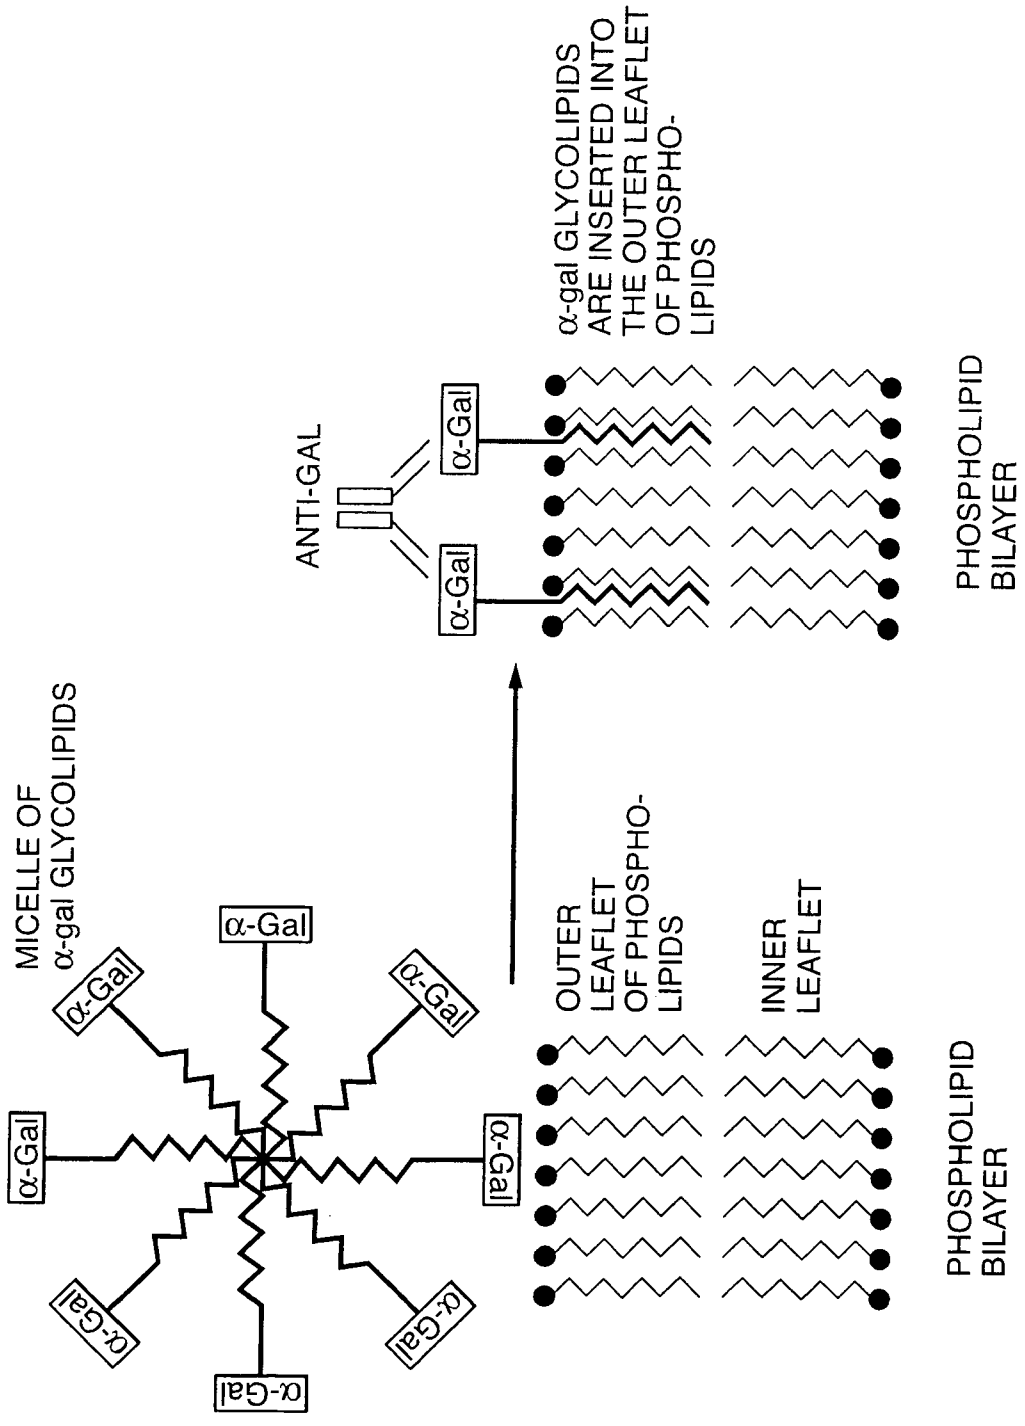 MICELLE OF
α-gal GLYCOLIPIDS
α-Gal
α-Gal
α-Gal
α-Gal
α-Gal
α-Gal
α-Gal
α-Gal
OUTER
LEAFLET
OF PHOSPHO-
LIPIDS
INNER
LEAFLET
PHOSPHOLIPID
BILAYER
ANTI-GAL
α-Gal
α-Gal
α-gal GLYCOLIPIDS
ARE INSERTED INTO
THE OUTER LEAFLET
OF PHOSPHO-
LIPIDS
PHOSPHOLIPID
BILAYER